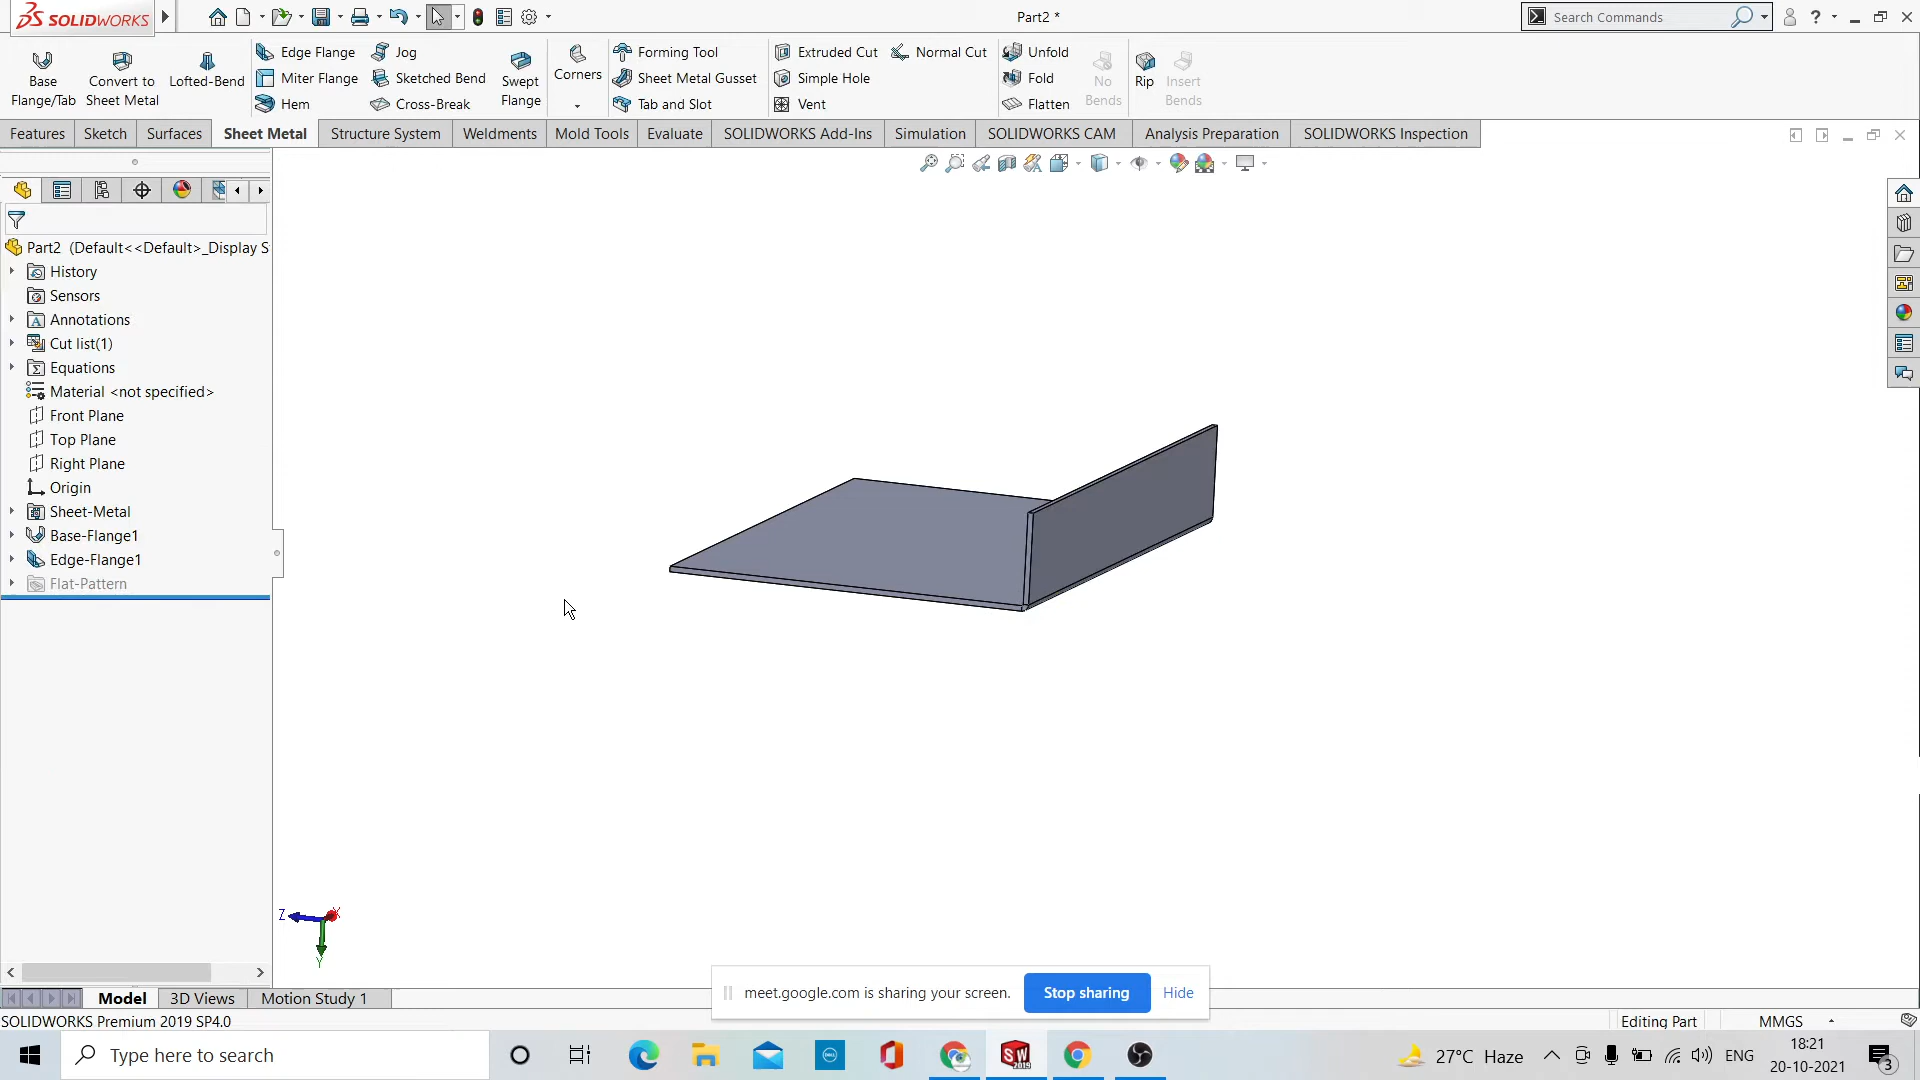 SOLIDWORKS
Part2 *
Search Commands
?
Base Flange/Tab
Convert to Sheet Metal
Lofted-Bend
Edge Flange
Miter Flange
Hem
Jog
Sketched Bend
Cross-Break
Swept Flange
Corners
Forming Tool
Sheet Metal Gusset
Tab and Slot
Extruded Cut
Simple Hole
Vent
Normal Cut
Unfold
Fold
Flatten
No Bends
Rip
Insert Bends
Features
Sketch
Surfaces
Sheet Metal
Structure System
Weldments
Mold Tools
Evaluate
SOLIDWORKS Add-Ins
Simulation
SOLIDWORKS CAM
Analysis Preparation
SOLIDWORKS Inspection
Part2 (Default<<Default>_Display S
History
Sensors
Annotations
Cut list(1)
Equations
Material <not specified>
Front Plane
Top Plane
Right Plane
Origin
Sheet-Metal
Base-Flange1
Edge-Flange1
Flat-Pattern
Z
X
Y
Model
3D Views
Motion Study 1
meet.google.com is sharing your screen.
Stop sharing
Hide
SOLIDWORKS Premium 2019 SP4.0
Editing Part
MMGS
Type here to search
DELL
SW
2019
27°C Haze
ENG
18:21
20-10-2021
3